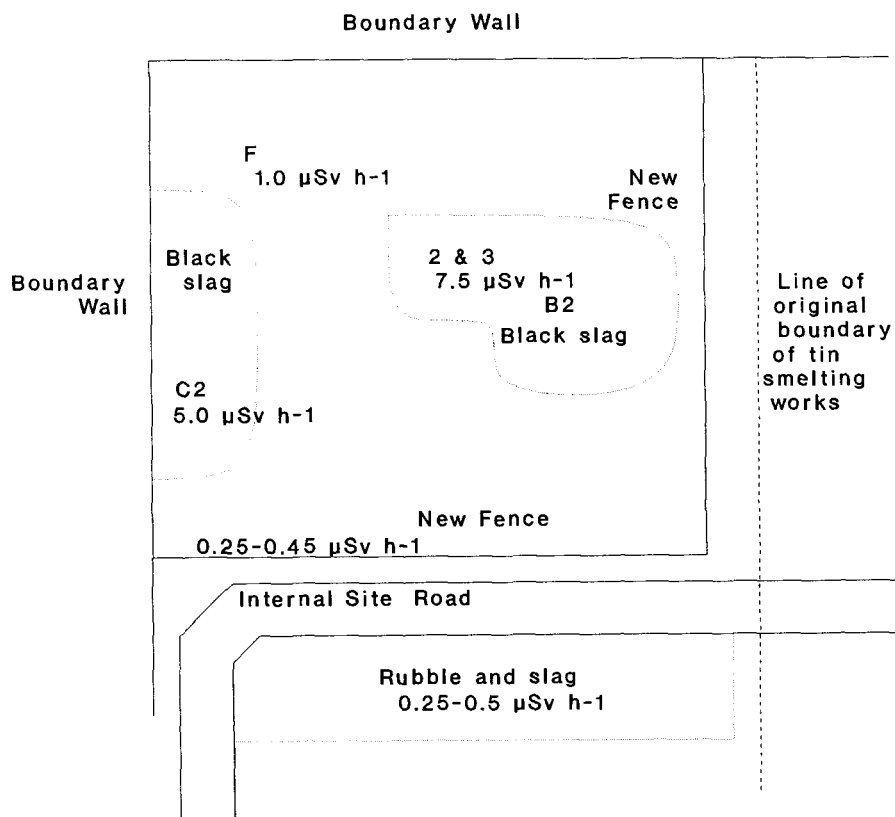 Boundary Wall
F
1.0 µSv h-1
New
Fence
Black
slag
2 & 3
7.5 µSv h-1
B2
Black slag
Boundary
Wall
Line of
original
boundary
of tin
smelting
works
C2
5.0 µSv h-1
New Fence
0.25-0.45 µSv h-1
Internal Site Road
Rubble and slag
0.25-0.5 µSv h-1